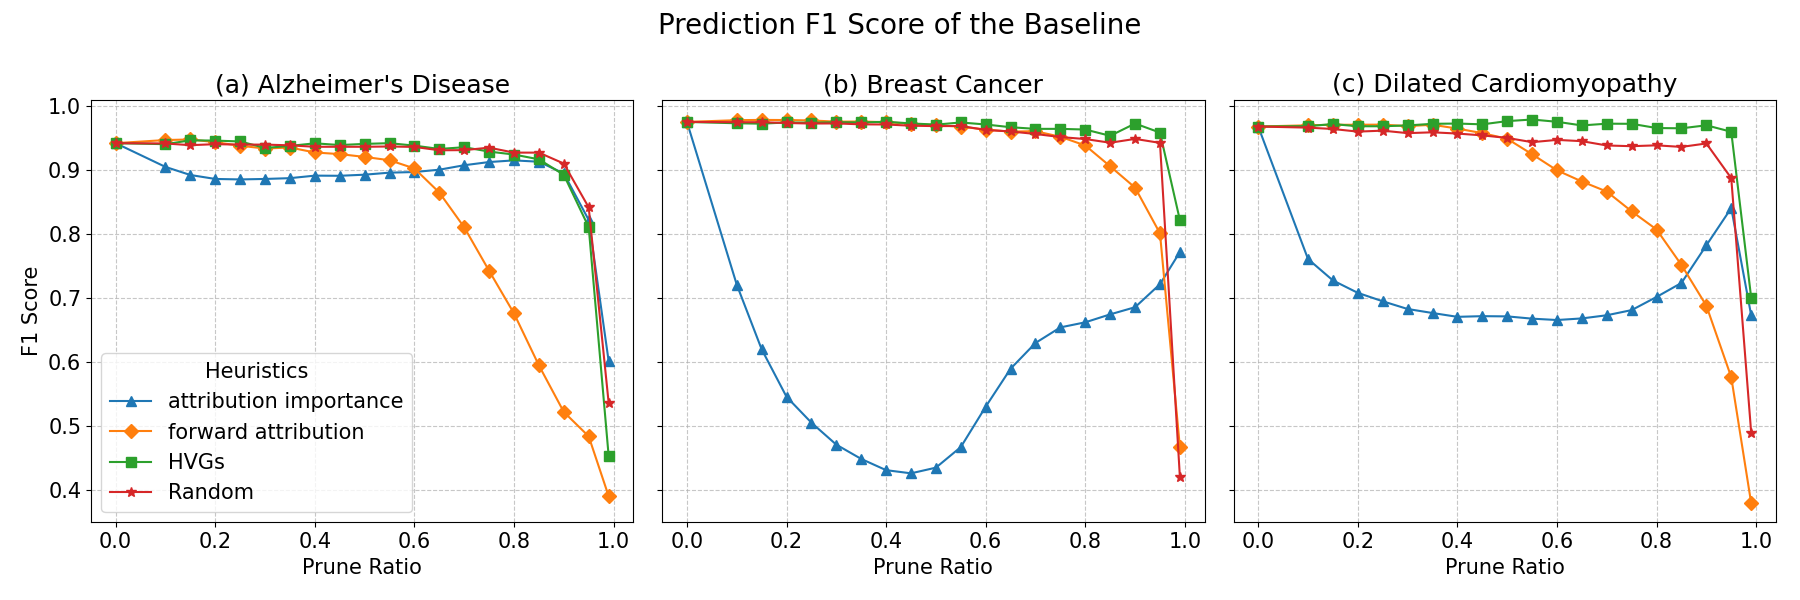 Prediction F1 Score of the Baseline
(a) Alzheimer's Disease
(b) Breast Cancer
(c) Dilated Cardiomyopathy
F1 Score
1.0
0.9
0.8
0.7
0.6
0.5
0.4
Heuristics
attribution importance
forward attribution
HVGs
Random
0.0 0.2 0.4 0.6 0.8 1.0
Prune Ratio
0.0 0.2 0.4 0.6 0.8 1.0
Prune Ratio
0.0 0.2 0.4 0.6 0.8 1.0
Prune Ratio